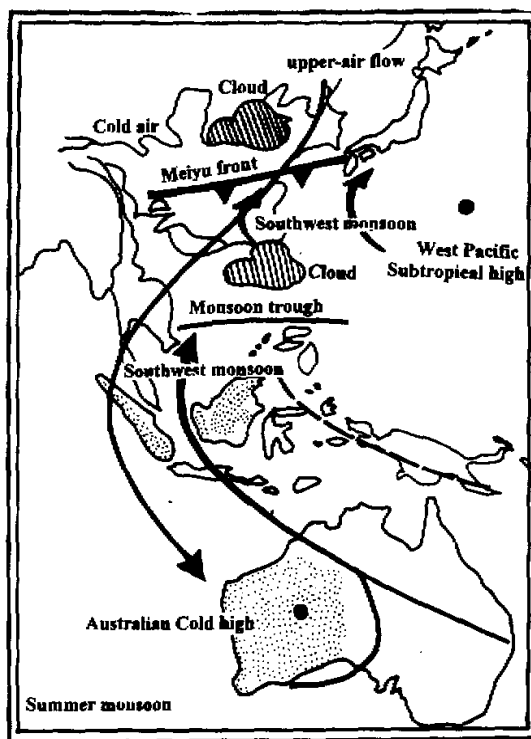 upper-air flow
Cloud
Cold air
Meiyu front
Southwest monsoon
West Pacific
Subtropieal high
Cloud
Monsoon trough
Southwest monsoon
Australian Cold high
Summer monsoon